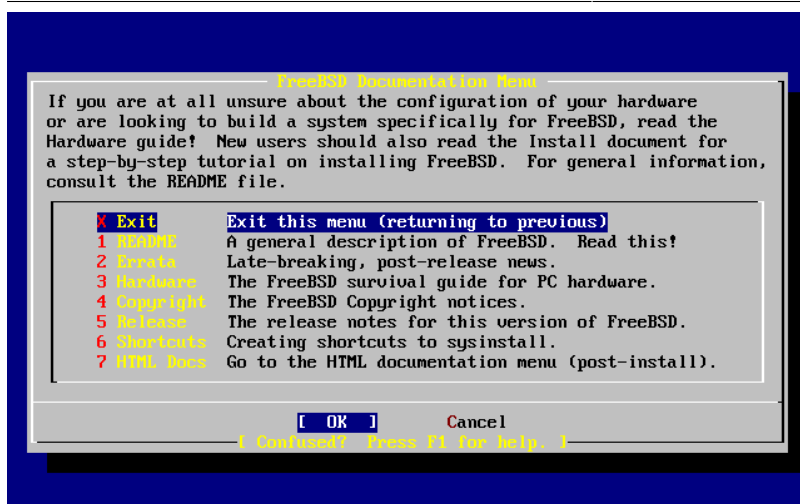 FreeBSD Documentation Menu
If you are at all unsure about the configuration of your hardware
or are looking to build a system specifically for FreeBSD, read the
Hardware guide!  New users should also read the Install document for
a step-by-step tutorial on installing FreeBSD.  For general information,
consult the README file.
X Exit Exit this menu (returning to previous)
1 README A general description of FreeBSD.  Read this!
2 Errata Late-breaking, post-release news.
3 Hardware The FreeBSD survival guide for PC hardware.
4 Copyright The FreeBSD Copyright notices.
5 Release The release notes for this version of FreeBSD.
6 Shortcuts Creating shortcuts to sysinstall.
7 HTML Docs Go to the HTML documentation menu (post-install).
[ OK ] Cancel
[ Confused?  Press F1 for help. ]